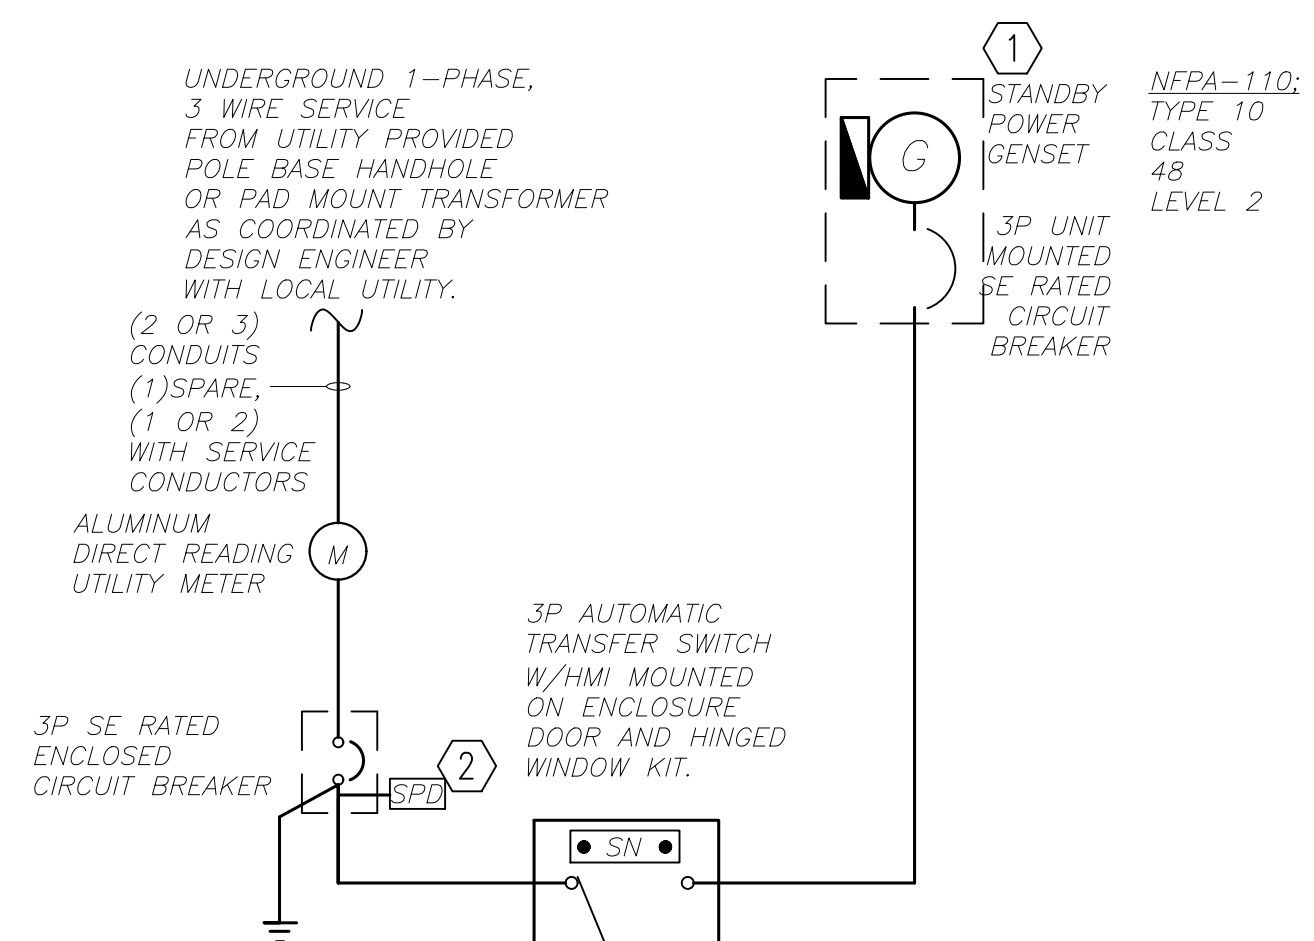 UNDERGROUND 1-PHASE,
3 WIRE SERVICE
FROM UTILITY PROVIDED
POLE BASE HANDHOLE
OR PAD MOUNT TRANSFORMER
AS COORDINATED BY
DESIGN ENGINEER
WITH LOCAL UTILITY.
(2 OR 3)
CONDUITS
(1)SPARE,
(1 OR 2)
WITH SERVICE
CONDUCTORS
ALUMINUM
DIRECT READING
UTILITY METER
M
3P SE RATED
ENCLOSED
CIRCUIT BREAKER
SPD
2
3P AUTOMATIC
TRANSFER SWITCH
W/HMI MOUNTED
ON ENCLOSURE
DOOR AND HINGED
WINDOW KIT.
SN
1
G
STANDBY
POWER
GENSET
3P UNIT
MOUNTED
SE RATED
CIRCUIT
BREAKER
NFPA-110;
TYPE 10
CLASS
48
LEVEL 2